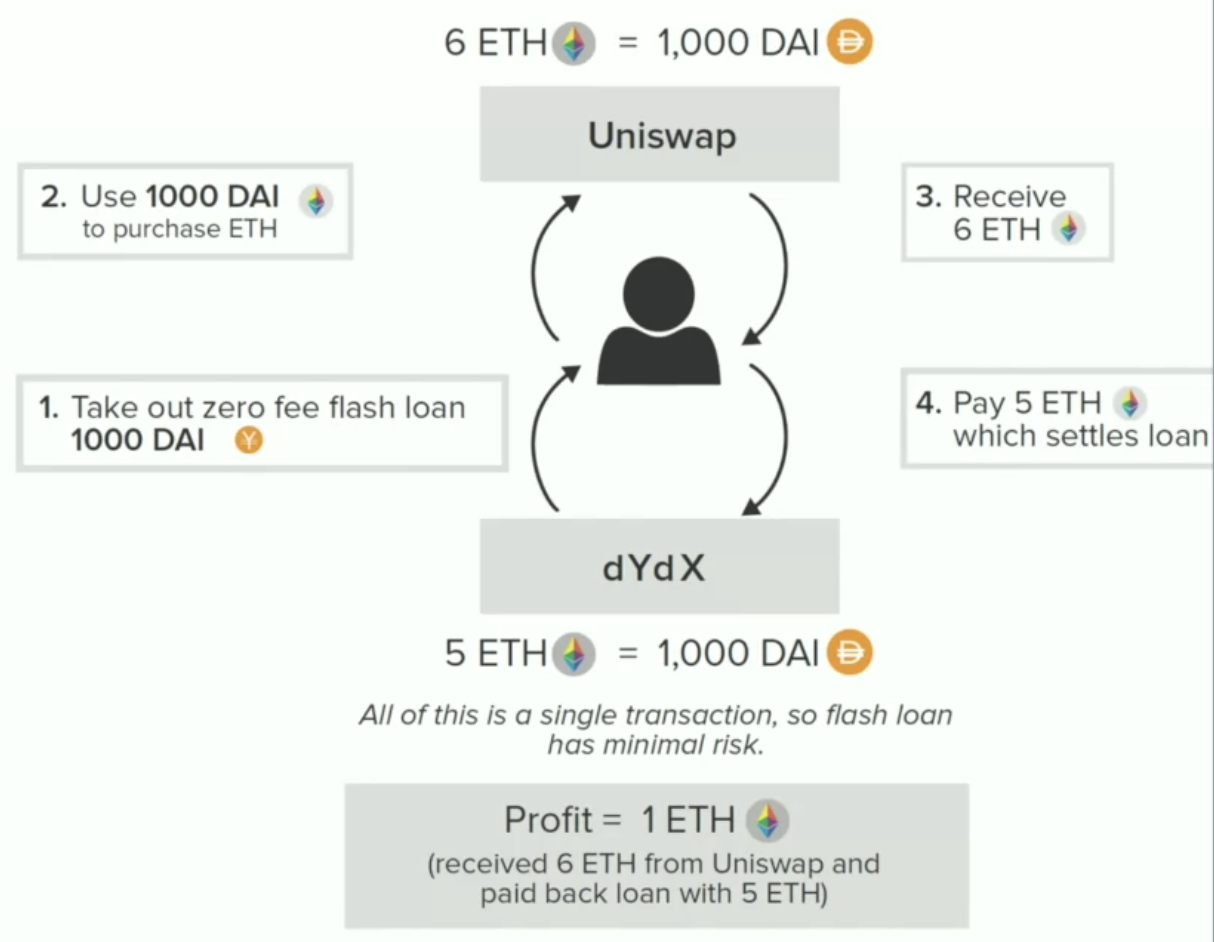 6 ETH = 1,000 DAI
Uniswap
2. Use 1000 DAI
to purchase ETH
3. Receive
6 ETH
1. Take out zero fee flash loan
1000 DAI
4. Pay 5 ETH
which settles loan
dYdX
5 ETH = 1,000 DAI
All of this is a single transaction, so flash loan
has minimal risk.
Profit = 1 ETH
(received 6 ETH from Uniswap and
paid back loan with 5 ETH)